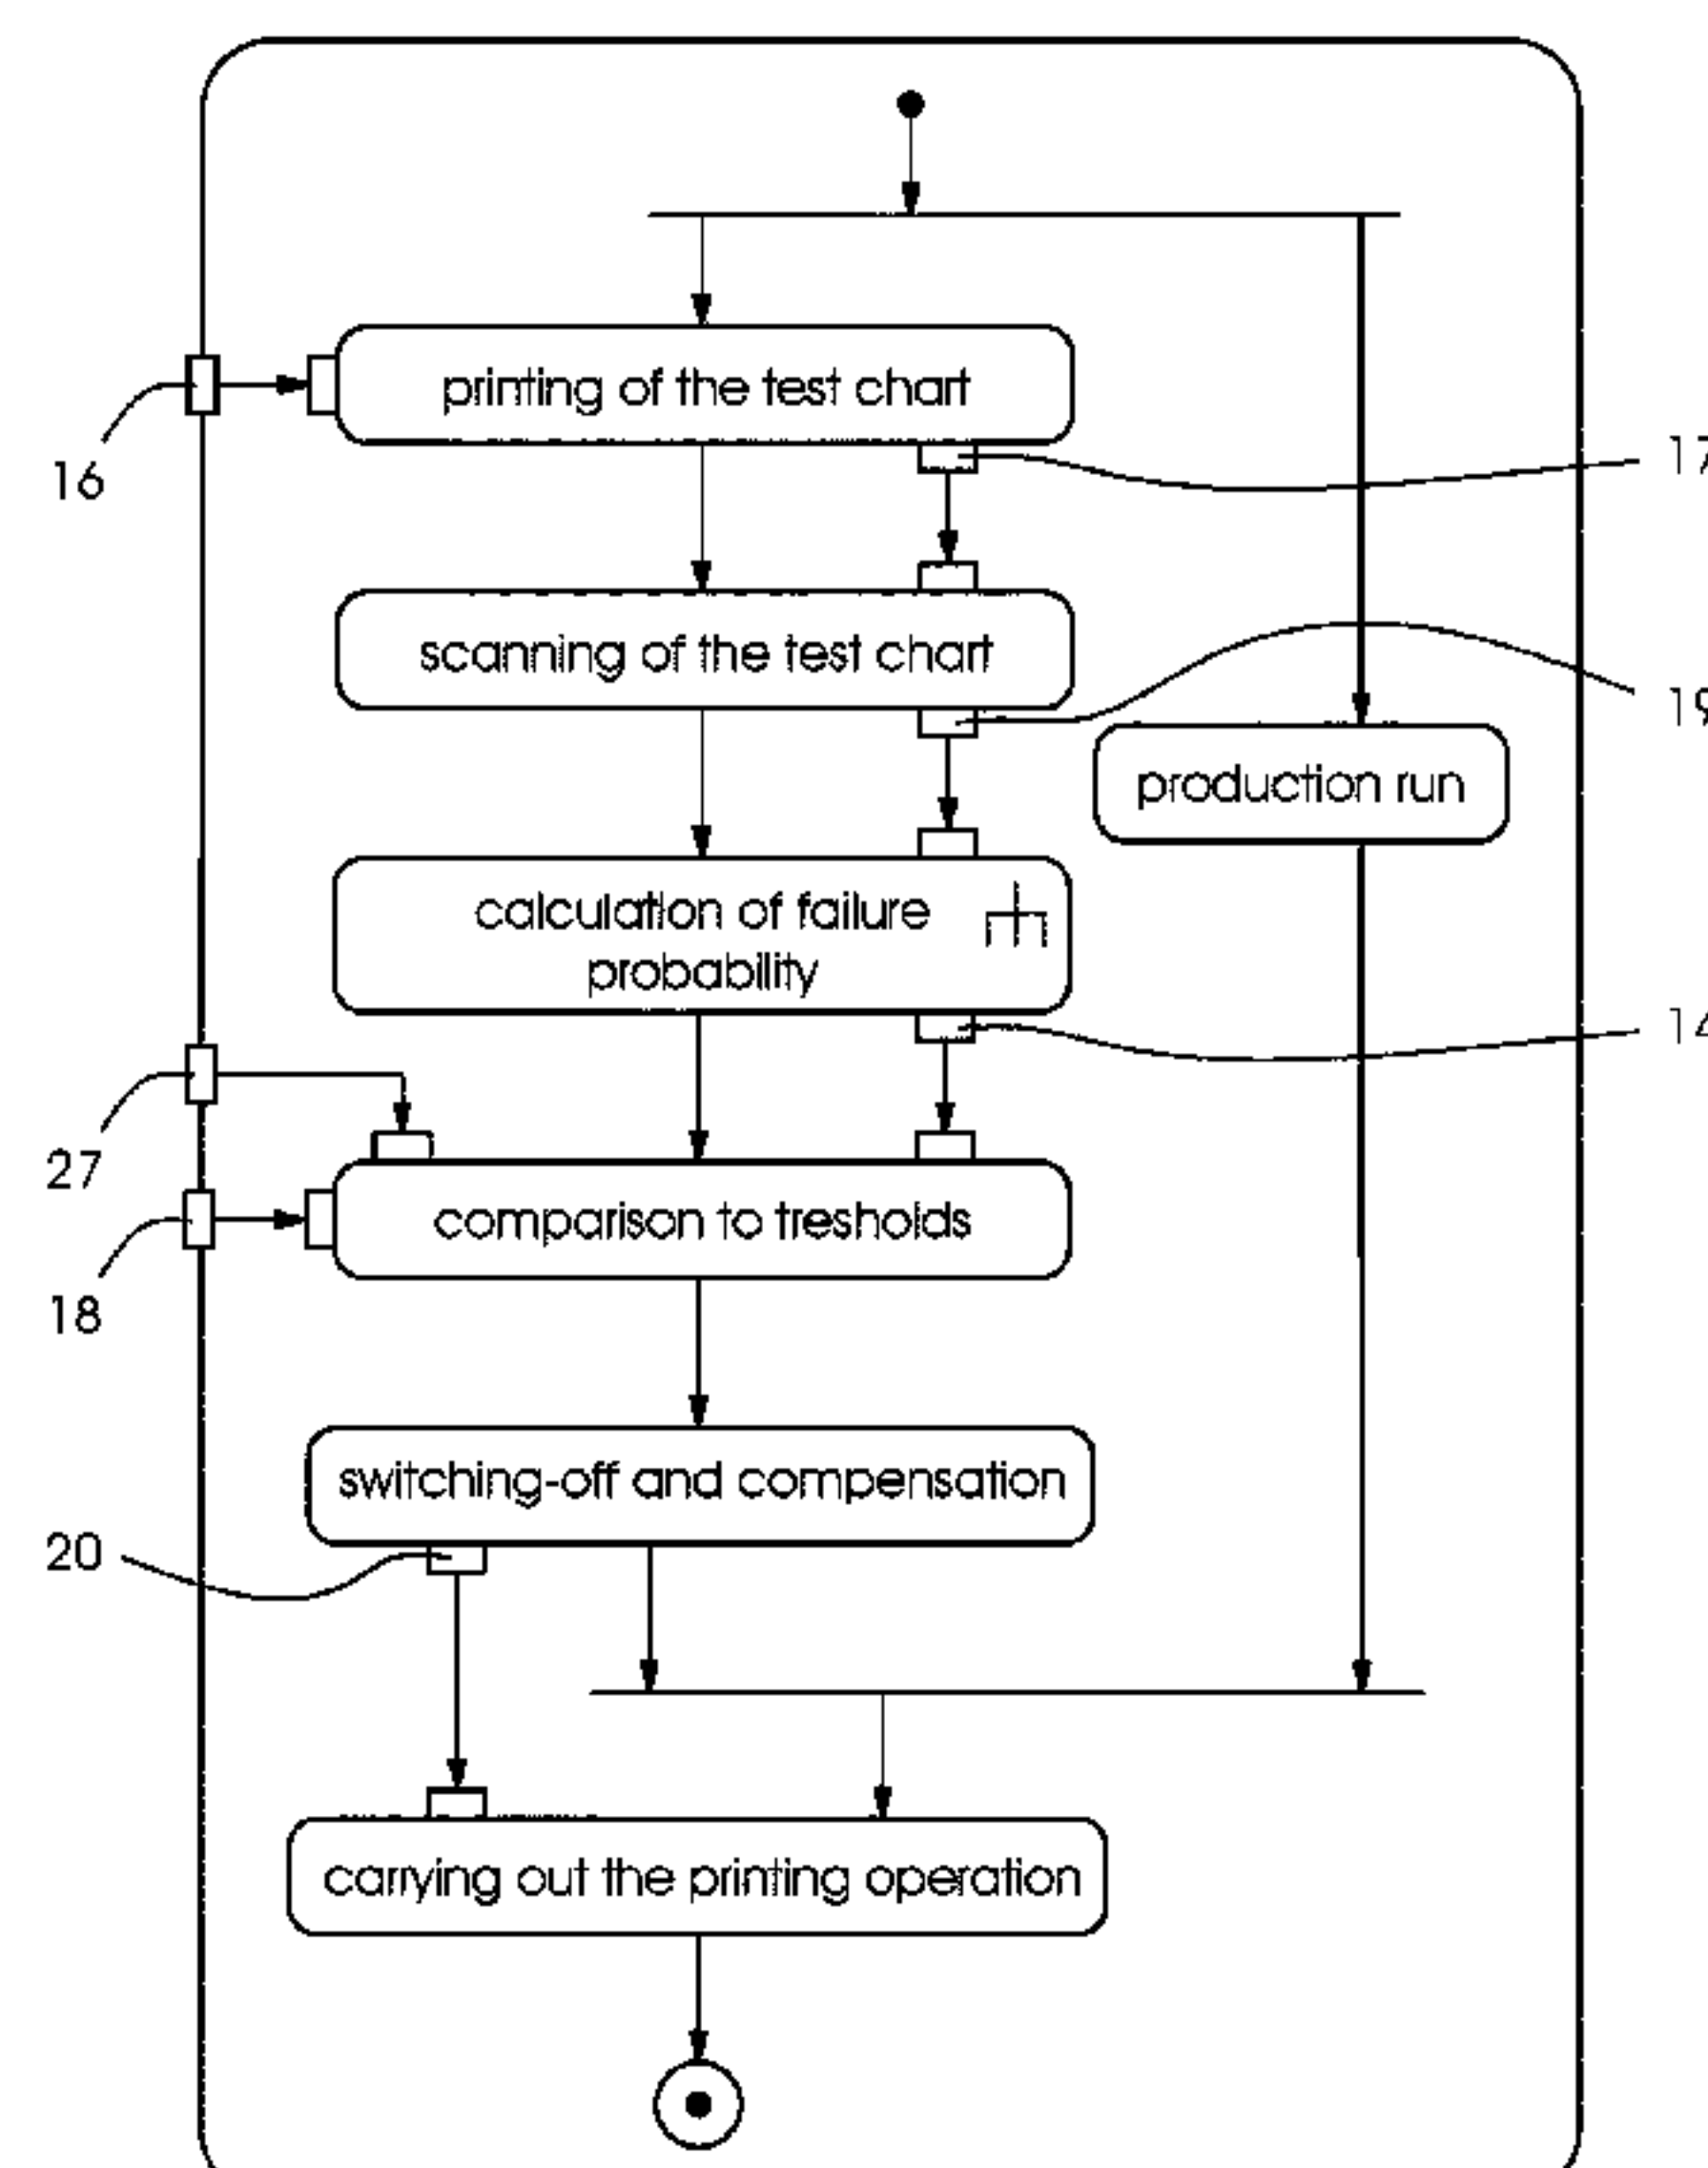 printing of the test chart
16
17
scanning of the test chart
19
production run
calculation of failure
probability
14
27
comparison to tresholds
18
switching-off and compensation
20
carrying out the printing operation